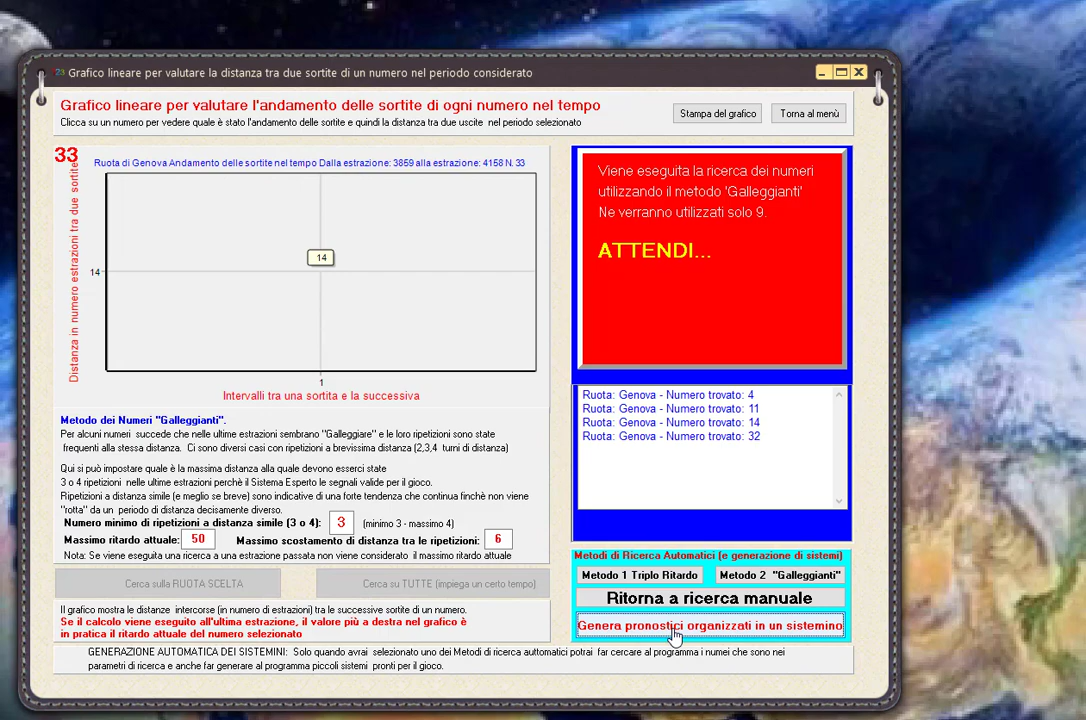 123 Grafico lineare per valutare la distanza tra due sortite di un numero nel periodo considerato
Grafico lineare per valutare l'andamento delle sortite di ogni numero nel tempo
Clicca su un numero per vedere quale è stato l'andamento delle sortite e quindi la distanza tra due uscite nel periodo selezionato
Stampa del grafico
Torna al menù
33
Ruota di Genova Andamento delle sortite nel tempo Dalla estrazione: 3859 alla estrazione: 4158 N. 33
Distanza in numero estrazioni tra due sortite
14
14
1
Intervalli tra una sortita e la successiva
Viene eseguita la ricerca dei numeri
utilizzando il metodo 'Galleggianti'
Ne verranno utilizzati solo 9.
ATTENDI...
Ruota: Genova - Numero trovato: 4
Ruota: Genova - Numero trovato: 11
Ruota: Genova - Numero trovato: 14
Ruota: Genova - Numero trovato: 32
Metodo dei Numeri "Galleggianti".
Per alcuni numeri succede che nelle ultime estrazioni sembrano "Galleggiare" e le loro ripetizioni sono state
frequenti alla stessa distanza. Ci sono diversi casi con ripetizioni a brevissima distanza (2,3,4 turni di distanza)
Qui si può impostare quale è la massima distanza alla quale devono esserci state
3 o 4 ripetizioni nelle ultime estrazioni perchè il Sistema Esperto le segnali valide per il gioco.
Ripetizioni a distanza simile (e meglio se breve) sono indicative di una forte tendenza che continua finchè non viene
"rotta" da un periodo di distanza decisamente diverso.
Numero minimo di ripetizioni a distanza simile (3 o 4): 3 (minimo 3 - massimo 4)
Massimo ritardo attuale: 50 Massimo scostamento di distanza tra le ripetizioni: 6
Nota: Se viene eseguita una ricerca a una estrazione passata non viene considerato il massimo ritardo attuale
Cerca sulla RUOTA SCELTA
Cerca su TUTTE (impiega un certo tempo)
Il grafico mostra le distanze intercorse (in numero di estrazioni) tra le successive sortite di un numero.
Se il calcolo viene eseguito all'ultima estrazione, il valore più a destra nel grafico è
in pratica il ritardo attuale del numero selezionato
Metodi di Ricerca Automatici (e generazione di sistemi)
Metodo 1 Triplo Ritardo
Metodo 2 "Galleggianti"
Ritorna a ricerca manuale
Genera pronostici organizzati in un sistemino
GENERAZIONE AUTOMATICA DEI SISTEMINI: Solo quando avrai selezionato uno dei Metodi di ricerca auttomatici potrai far cercare al programma i numei che sono nei
parametri di ricerca e anche far generare al programma piccoli sistemi pronti per il gioco.